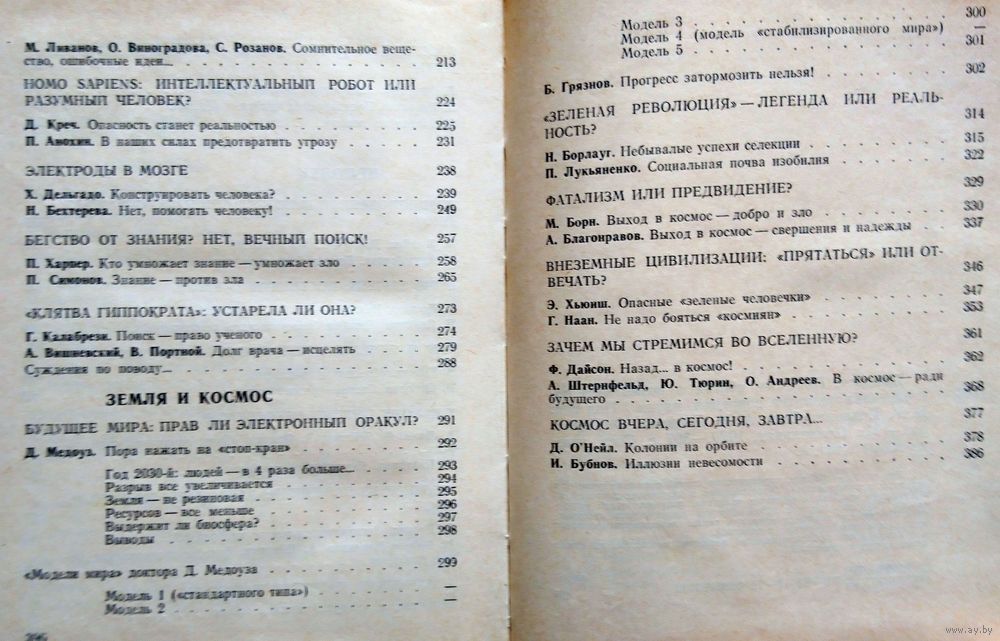 М. Ливанов, О. Виноградова, С. Розанов. Сомнительное веще-
ство, ошибочные идеи... 213
HOMO SAPIENS: ИНТЕЛЛЕКТУАЛЬНЫЙ РОБОТ ИЛИ
РАЗУМНЫЙ ЧЕЛОВЕК? 224
Д. Креч. Опасность станет реальностью 225
П. Анохин. В наших силах предотвратить угрозу 231
ЭЛЕКТРОДЫ В МОЗГЕ 238
Х. Дельгадо. Конструировать человека? 239
Н. Бехтерева. Нет, помогать человеку! 249
БЕГСТВО ОТ ЗНАНИЯ? НЕТ, ВЕЧНЫЙ ПОИСК! 257
П. Харпер. Кто умножает знание — умножает зло 258
П. Симонов. Знание — против зла 265
«КЛЯТВА ГИППОКРАТА»: УСТАРЕЛА ЛИ ОНА? 273
Г. Калабрези. Поиск — право ученого 274
А. Вишневский, В. Портной. Долг врача — исцелять 279
Суждения по поводу... 288
ЗЕМЛЯ И КОСМОС
БУДУЩЕЕ МИРА: ПРАВ ЛИ ЭЛЕКТРОННЫЙ ОРАКУЛ? 291
Д. Медоуз. Пора нажать на «стоп-кран» 292
Год 2030-й: людей — в 4 раза больше... 293
Разрыв все увеличивается 294
Земля — не резиновая 295
Ресурсов — все меньше 296
Выдержит ли биосфера? 297
Выводы 298
«Модели мира» доктора Д. Медоуза 299
Модель 1 («стандартного типа») —
Модель 2 —
396
Модель 3 300
Модель 4 (модель «стабилизированного мира») —
Модель 5 301
Б. Грязнов. Прогресс затормозить нельзя! 302
«ЗЕЛЕНАЯ РЕВОЛЮЦИЯ» — ЛЕГЕНДА ИЛИ РЕАЛЬ-
НОСТЬ? 314
Н. Борлауг. Небывалые успехи селекции 315
П. Лукьяненко. Социальная почва изобилия 322
ФАТАЛИЗМ ИЛИ ПРЕДВИДЕНИЕ? 329
М. Борн. Выход в космос — добро и зло 330
А. Благонравов. Выход в космос — свершения и надежды 337
ВНЕЗЕМНЫЕ ЦИВИЛИЗАЦИИ: «ПРЯТАТЬСЯ» ИЛИ ОТ-
ВЕЧАТЬ? 346
Э. Хьюиш. Опасные «зеленые человечки» 347
Г. Наан. Не надо бояться «космиян» 353
ЗАЧЕМ МЫ СТРЕМИМСЯ ВО ВСЕЛЕННУЮ? 361
Ф. Дайсон. Назад... в космос! 362
А. Штернфельд, Ю. Тюрин, О. Андреев. В космос — ради
будущего 368
КОСМОС ВЧЕРА, СЕГОДНЯ, ЗАВТРА... 377
Д. О'Нейл. Колонии на орбите 378
И. Бубнов. Иллюзии невесомости 386
www.ay.by